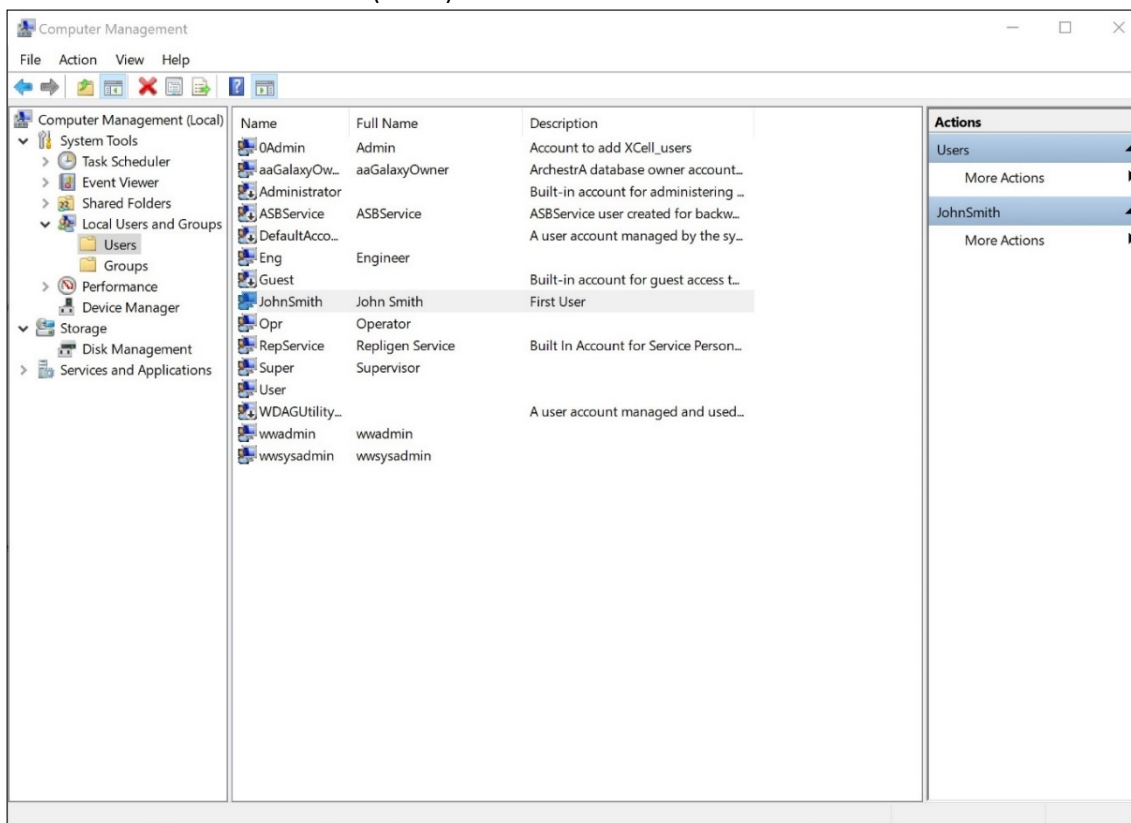 Computer Management
File Action View Help
Computer Management (Local)
System Tools
Task Scheduler
Event Viewer
Shared Folders
Local Users and Groups
Users
Groups
Performance
Device Manager
Storage
Disk Management
Services and Applications
Name Full Name Description
0Admin Admin Account to add XCell_users
aaGalaxyOw... aaGalaxyOwner ArchestrA database owner account...
Administrator Built-in account for administering ...
ASBService ASBService ASBService user created for backw...
DefaultAcco... A user account managed by the sy...
Eng Engineer
Guest Built-in account for guest access t...
JohnSmith John Smith First User
Opr Operator
RepService Repligen Service Built In Account for Service Person...
Super Supervisor
User
WDAGUtility... A user account managed and used...
wwadmin wwadmin
wwsysadmin wwsysadmin
Actions
Users
More Actions
JohnSmith
More Actions